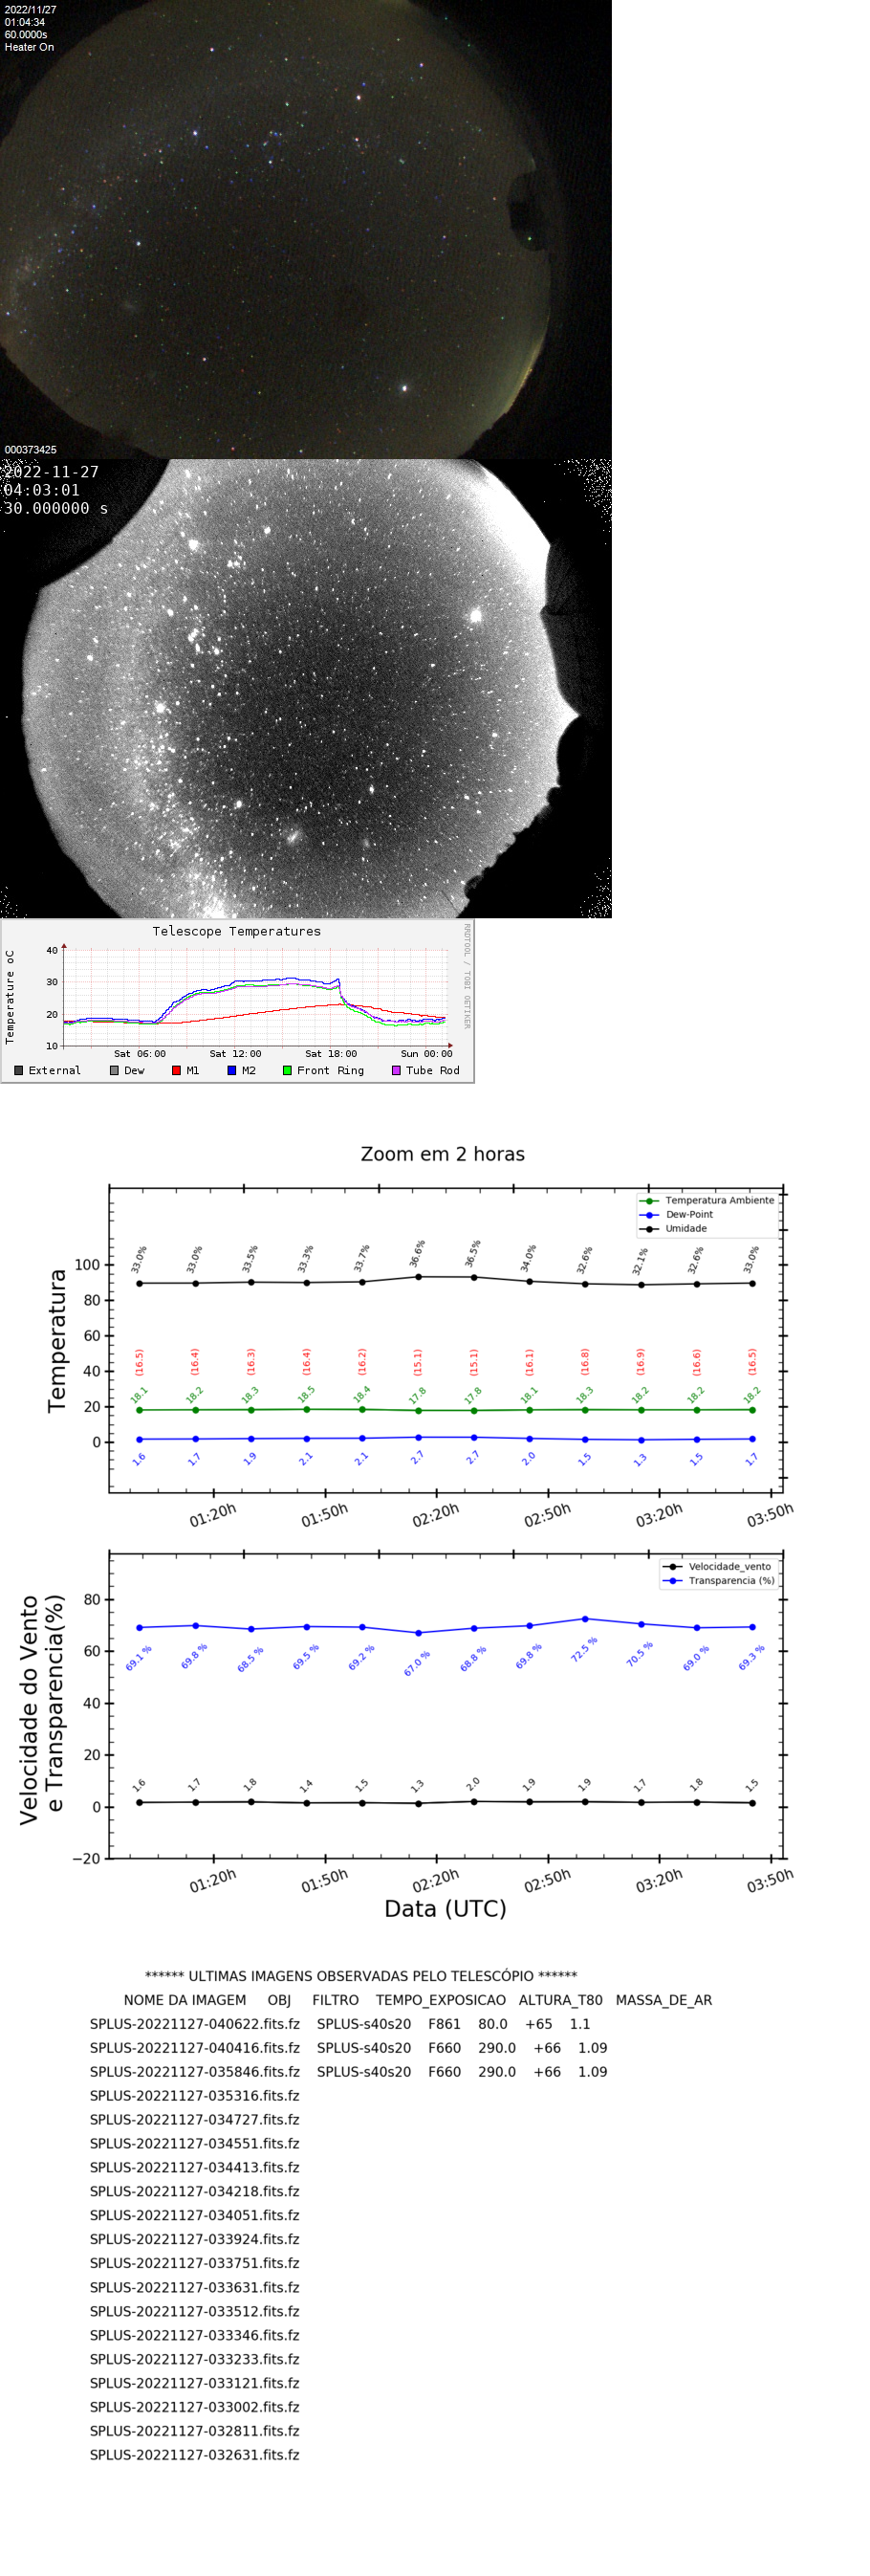 2022/11/27
01:04:34
60.0000s
Heater On
000373425
2022-11-27
04:03:01
30.000000 s
Telescope Temperatures
RRDTOOL / TOBI OETIKER
Temperature oC
40
30
20
10
Sat 06:00 Sat 12:00 Sat 18:00 Sun 00:00
External Dew M1 M2 Front Ring Tube Rod
Zoom em 2 horas
Temperatura Ambiente
Dew-Point
Umidade
Temperatura
100
80
60
40
20
0
33.0% 33.0% 33.5% 33.3% 33.7% 36.6% 36.5% 34.0% 32.6% 32.1% 32.6% 33.0%
(16.5) (16.4) (16.3) (16.4) (16.2) (15.1) (15.1) (16.1) (16.8) (16.9) (16.6) (16.5)
18.1 18.2 18.3 18.5 18.4 17.8 17.8 18.1 18.3 18.2 18.2 18.2
1.6 1.7 1.9 2.1 2.1 2.7 2.7 2.0 1.5 1.3 1.5 1.7
01:20h 01:50h 02:20h 02:50h 03:20h 03:50h
Velocidade_vento
Transparencia (%)
Velocidade do Vento
e Transparencia(%)
80
60
40
20
0
−20
69.1 % 69.8 % 68.5 % 69.5 % 69.2 % 67.0 % 68.8 % 69.8 % 72.5 % 70.5 % 69.0 % 69.3 %
1.6 1.7 1.8 1.4 1.5 1.3 2.0 1.9 1.9 1.7 1.8 1.5
01:20h 01:50h 02:20h 02:50h 03:20h 03:50h
Data (UTC)
****** ULTIMAS IMAGENS OBSERVADAS PELO TELESCÓPIO ******
NOME DA IMAGEM OBJ FILTRO TEMPO_EXPOSICAO ALTURA_T80 MASSA_DE_AR
SPLUS-20221127-040622.fits.fz SPLUS-s40s20 F861 80.0 +65 1.1
SPLUS-20221127-040416.fits.fz SPLUS-s40s20 F660 290.0 +66 1.09
SPLUS-20221127-035846.fits.fz SPLUS-s40s20 F660 290.0 +66 1.09
SPLUS-20221127-035316.fits.fz
SPLUS-20221127-034727.fits.fz
SPLUS-20221127-034551.fits.fz
SPLUS-20221127-034413.fits.fz
SPLUS-20221127-034218.fits.fz
SPLUS-20221127-034051.fits.fz
SPLUS-20221127-033924.fits.fz
SPLUS-20221127-033751.fits.fz
SPLUS-20221127-033631.fits.fz
SPLUS-20221127-033512.fits.fz
SPLUS-20221127-033346.fits.fz
SPLUS-20221127-033233.fits.fz
SPLUS-20221127-033121.fits.fz
SPLUS-20221127-033002.fits.fz
SPLUS-20221127-032811.fits.fz
SPLUS-20221127-032631.fits.fz